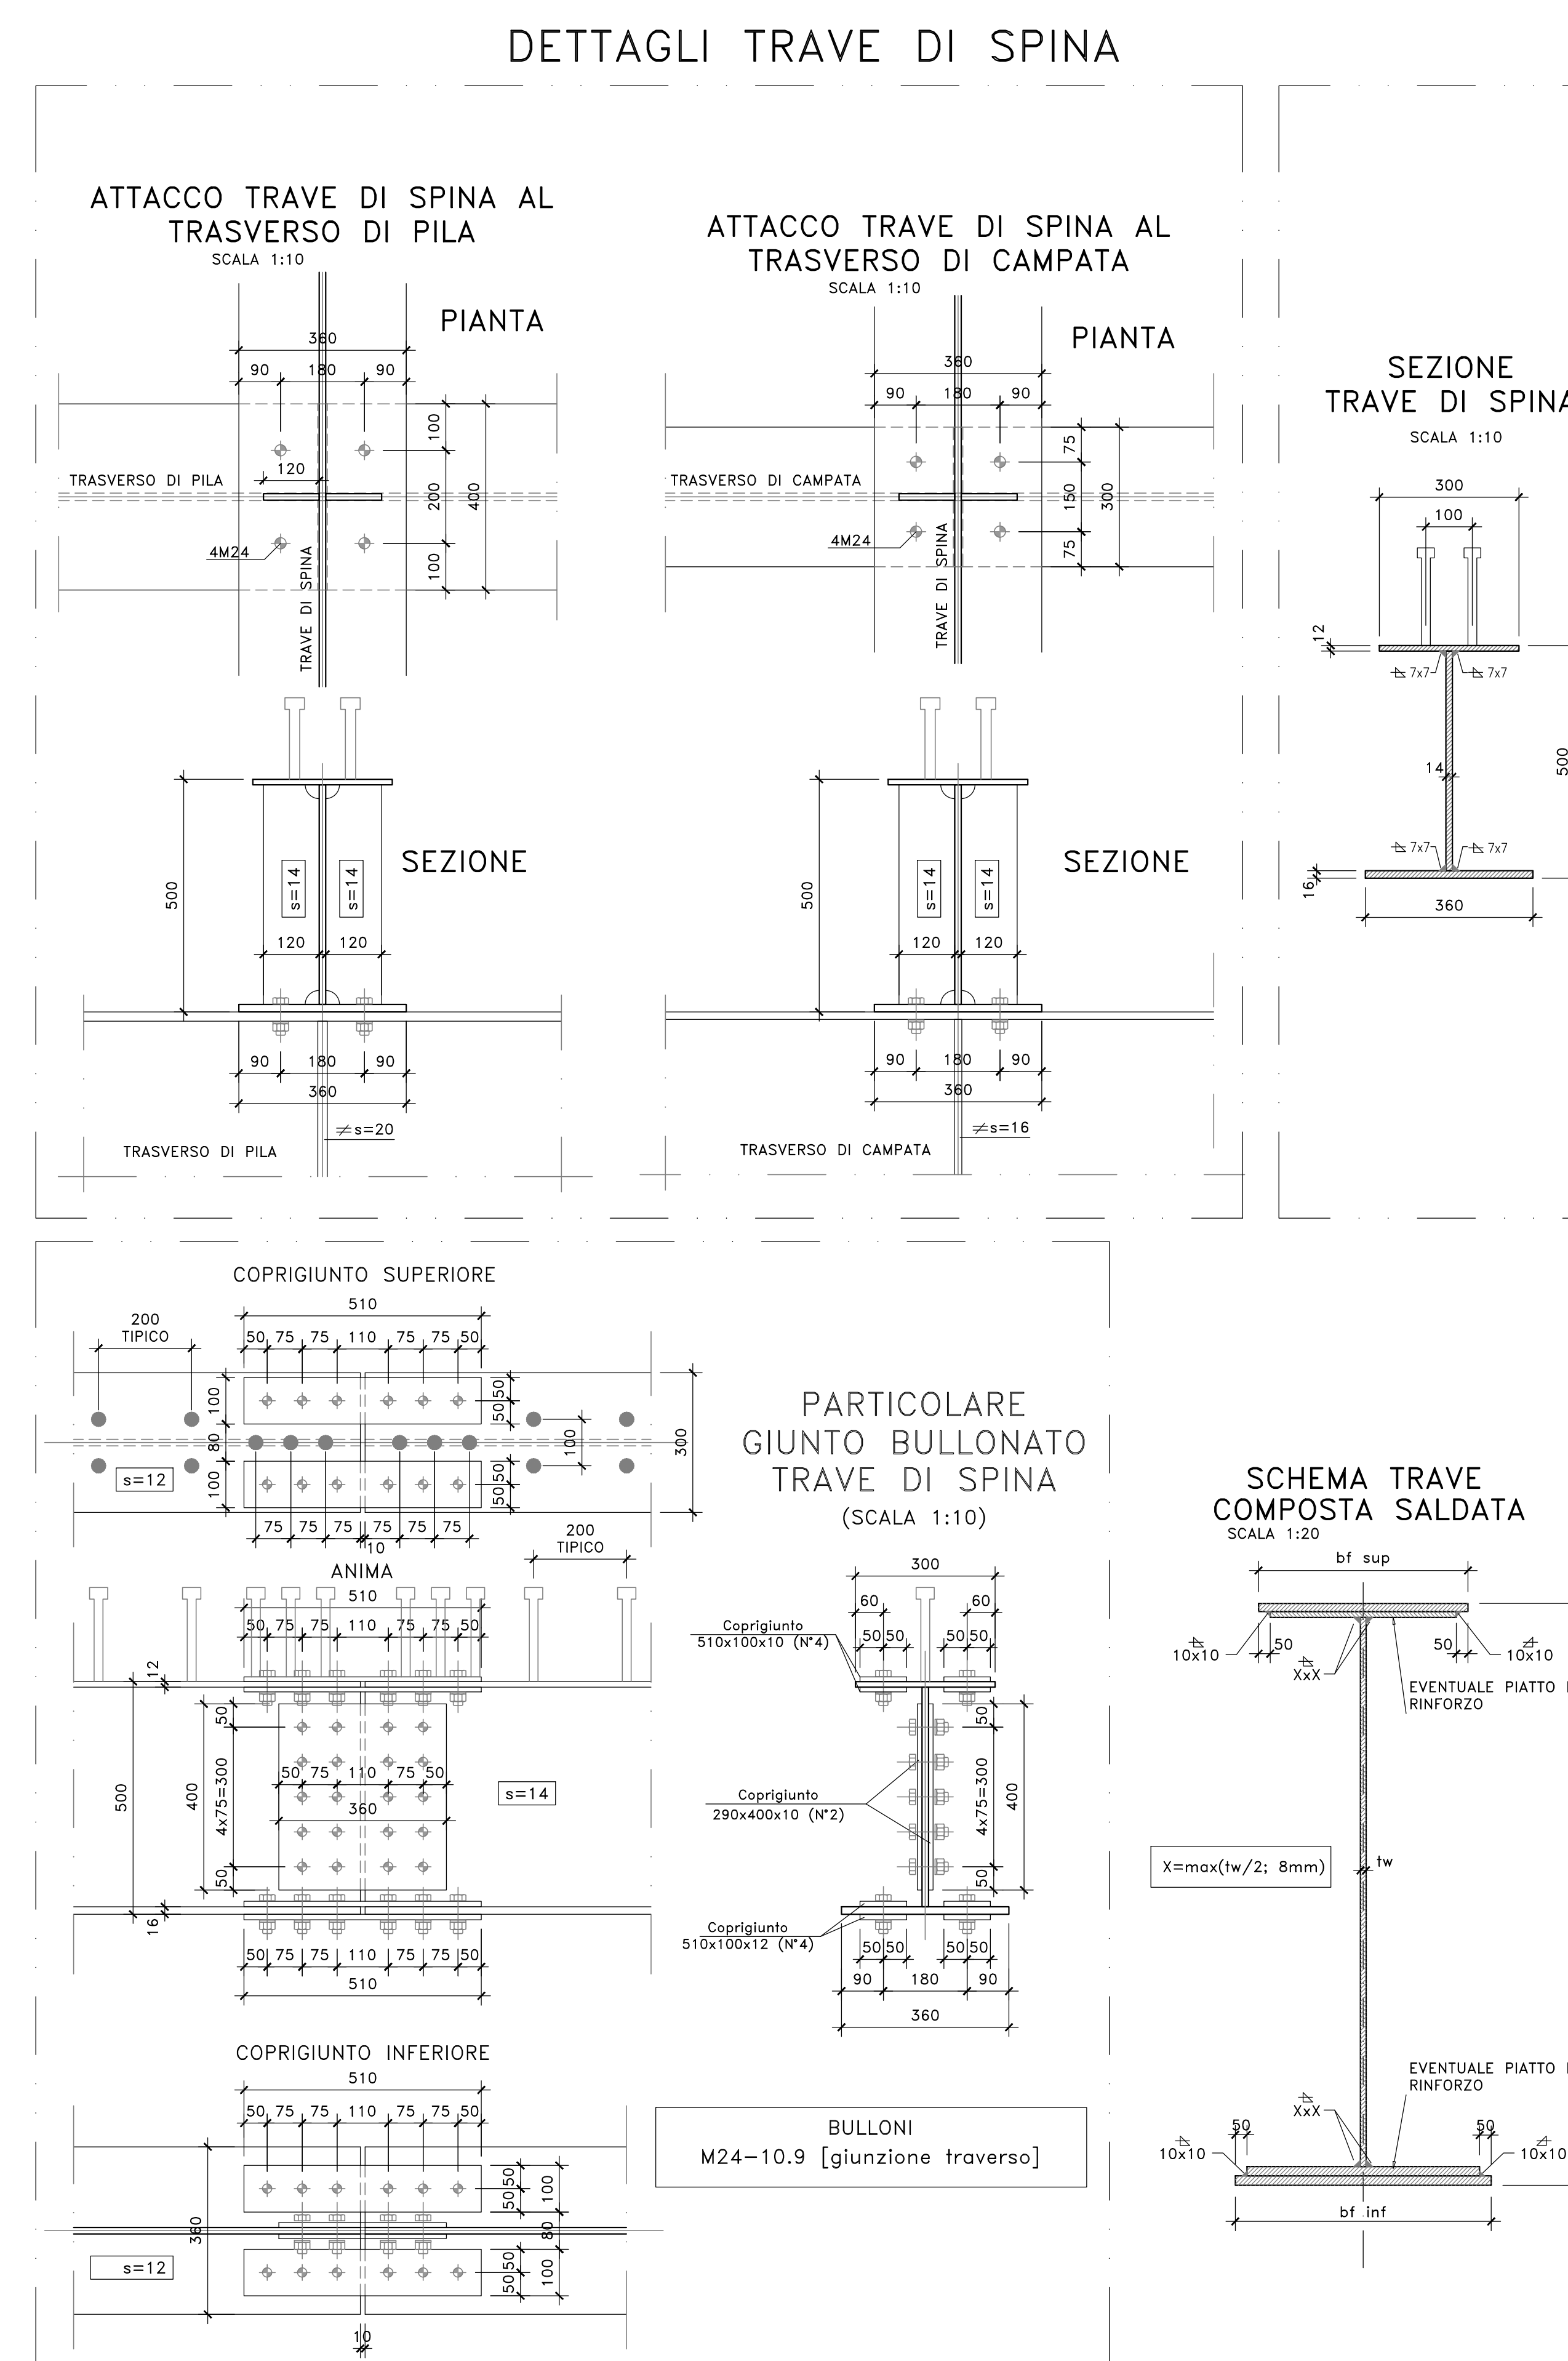 DETTAGLI TRAVE DI SPINA
ATTACCO TRAVE DI SPINA AL
TRASVERSO DI PILA
SCALA 1:10
PIANTA
360
90 180 90
100
200
100
400
120
TRASVERSO DI PILA
4M24
TRAVE DI SPINA
500
s=14
s=14
SEZIONE
120 120
90 180 90
360
≠s=20
TRASVERSO DI PILA
ATTACCO TRAVE DI SPINA AL
TRASVERSO DI CAMPATA
SCALA 1:10
PIANTA
360
90 180 90
75
150
75
300
TRASVERSO DI CAMPATA
4M24
TRAVE DI SPINA
500
s=14
s=14
SEZIONE
120 120
90 180 90
360
≠s=16
TRASVERSO DI CAMPATA
SEZIONE
TRAVE DI SPINA
SCALA 1:10
300
100
12
7x7 7x7
14
500
7x7 7x7
16
360
COPRIGIUNTO SUPERIORE
510
200
TIPICO
50 75 75 110 75 75 50
100
80
100
50 50
50 50
100
300
s=12
75 75 75 75 75 75
10
200
TIPICO
ANIMA
510
50 75 75 110 75 75 50
12
500
400
50
4x75=300
50
50 75 110 75 50
360
s=14
16
50 75 75 110 75 75 50
510
PARTICOLARE
GIUNTO BULLONATO
TRAVE DI SPINA
(SCALA 1:10)
300
60 60
50 50 50 50
Coprigiunto
510x100x10 (N°4)
50
4x75=300
50
400
Coprigiunto
290x400x10 (N°2)
Coprigiunto
510x100x12 (N°4)
50 50 50 50
90 180 90
360
COPRIGIUNTO INFERIORE
510
50 75 75 110 75 75 50
50 50
100
80
50 50
100
360
s=12
10
BULLONI
M24-10.9 [giunzione traverso]
SCHEMA TRAVE
COMPOSTA SALDATA
SCALA 1:20
bf sup
50 50
10x10 10x10
XxX
EVENTUALE PIATTO
RINFORZO
X=max(tw/2; 8mm)
tw
EVENTUALE PIATTO
RINFORZO
XxX
50 50
10x10 10x10
bf inf